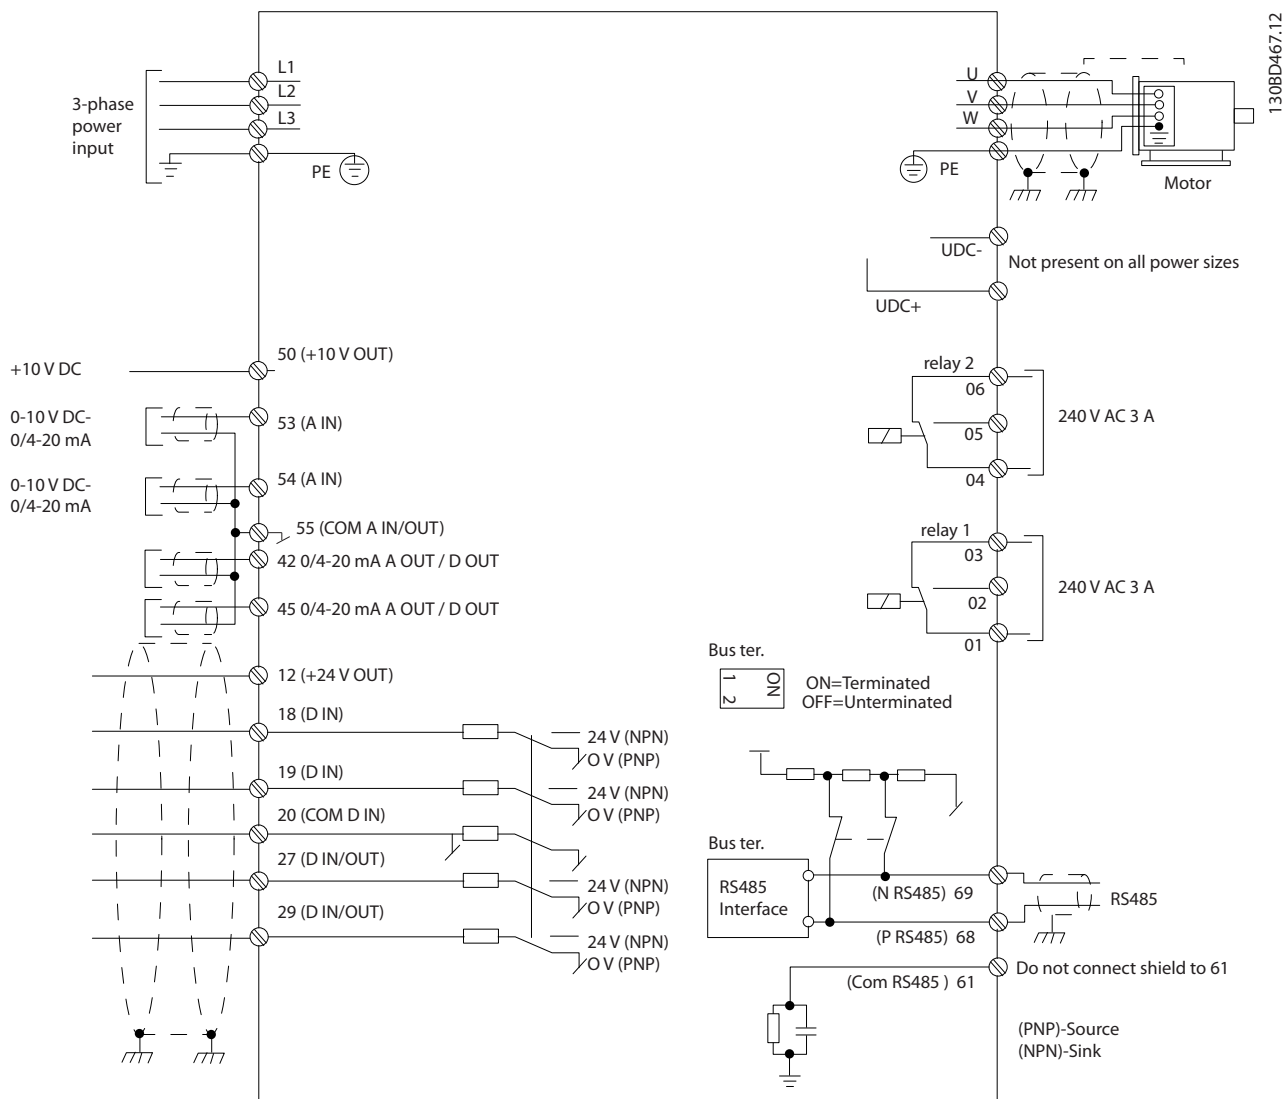 130BD467.12
L1
L2
L3
3-phase
power
input
PE
U
V
W
PE
Motor
UDC-
Not present on all power sizes
UDC+
+10 V DC
50 (+10 V OUT)
0-10 V DC-
0/4-20 mA
53 (A IN)
0-10 V DC-
0/4-20 mA
54 (A IN)
55 (COM A IN/OUT)
42 0/4-20 mA A OUT / D OUT
45 0/4-20 mA A OUT / D OUT
12 (+24 V OUT)
18 (D IN)
24 V (NPN)
O V (PNP)
19 (D IN)
24 V (NPN)
O V (PNP)
20 (COM D IN)
27 (D IN/OUT)
24 V (NPN)
O V (PNP)
29 (D IN/OUT)
24 V (NPN)
O V (PNP)
relay 2
06
05
04
240 V AC 3 A
relay 1
03
02
01
240 V AC 3 A
Bus ter.
1
2
ON
ON=Terminated
OFF=Unterminated
Bus ter.
RS485
Interface
(N RS485) 69
RS485
(P RS485) 68
(Com RS485 ) 61
Do not connect shield to 61
(PNP)-Source
(NPN)-Sink